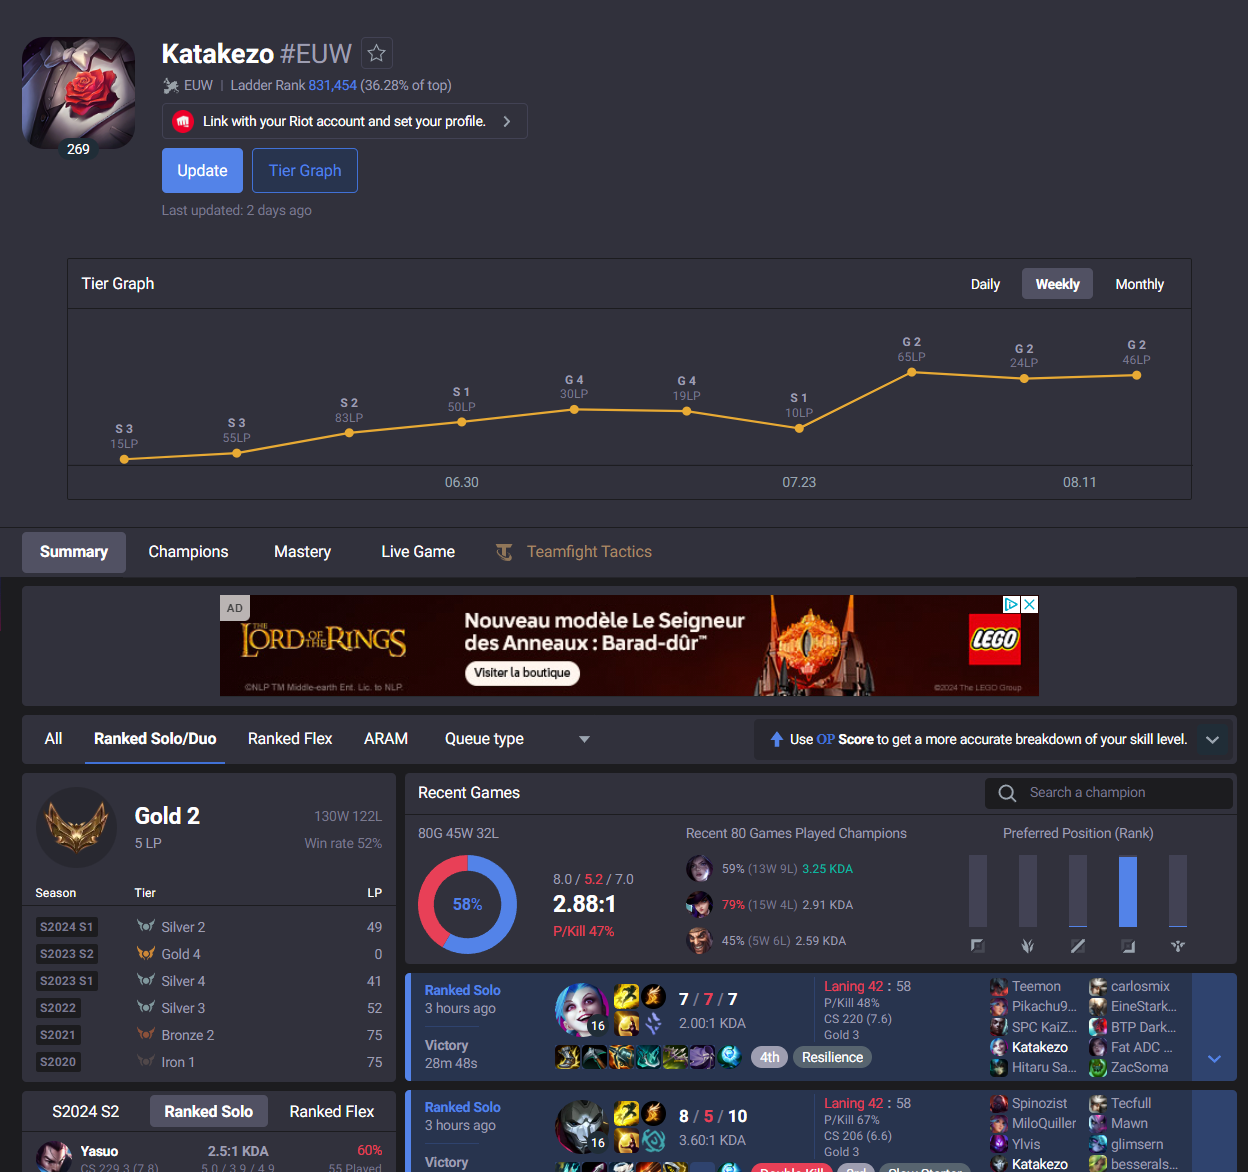 Katakezo #EUW
EUW | Ladder Rank 831,454 (36.28% of top)
Link with your Riot account and set your profile.
269
Update
Tier Graph
Last updated: 2 days ago
Tier Graph
Daily
Weekly
Monthly
S 3
15LP
S 3
55LP
S 2
83LP
S 1
50LP
G 4
30LP
G 4
19LP
S 1
10LP
G 2
65LP
G 2
24LP
G 2
46LP
06.30
07.23
08.11
Summary
Champions
Mastery
Live Game
Teamfight Tactics
AD
THE
LORD OF THE RINGS
©NLP TM Middle-earth Ent. Lic. to NLP.
Nouveau modèle Le Seigneur
des Anneaux : Barad-dûr™
Visiter la boutique
LEGO
©2024 The LEGO Group
All
Ranked Solo/Duo
Ranked Flex
ARAM
Queue type
Use OP Score to get a more accurate breakdown of your skill level.
Gold 2
5 LP
130W 122L
Win rate 52%
Season Tier LP
S2024 S1 Silver 2 49
S2023 S2 Gold 4 0
S2023 S1 Silver 4 41
S2022 Silver 3 52
S2021 Bronze 2 75
S2020 Iron 1 75
S2024 S2
Ranked Solo
Ranked Flex
Yasuo
CS 229.3 (7.8)
2.5:1 KDA
5.0 / 3.9 / 4.9
60%
55 Played
Recent Games
Search a champion
80G 45W 32L
58%
8.0 / 5.2 / 7.0
2.88:1
P/Kill 47%
Recent 80 Games Played Champions
59% (13W 9L) 3.25 KDA
79% (15W 4L) 2.91 KDA
45% (5W 6L) 2.59 KDA
Preferred Position (Rank)
Ranked Solo
3 hours ago
Victory
28m 48s
16
7 / 7 / 7
2.00:1 KDA
4th
Resilience
Laning 42 : 58
P/Kill 48%
CS 220 (7.6)
Gold 3
Teemon
Pikachu9...
SPC KaiZ...
Katakezo
Hitaru Sa...
carlosmix
EineStark...
BTP Dark...
Fat ADC ...
ZacSoma
Ranked Solo
3 hours ago
Victory
16
8 / 5 / 10
3.60:1 KDA
Double Kill
3rd
Slow Starter
Laning 42 : 58
P/Kill 67%
CS 206 (6.6)
Gold 3
Spinozist
MiloQuiller
Ylvis
Katakezo
Tecfull
Mawn
glimsern
besserals...